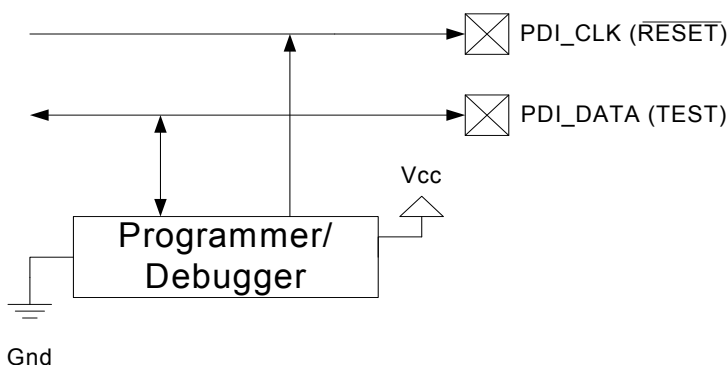 PDI_CLK (RESET)
PDI_DATA (TEST)
Vcc
Programmer/
Debugger
Gnd